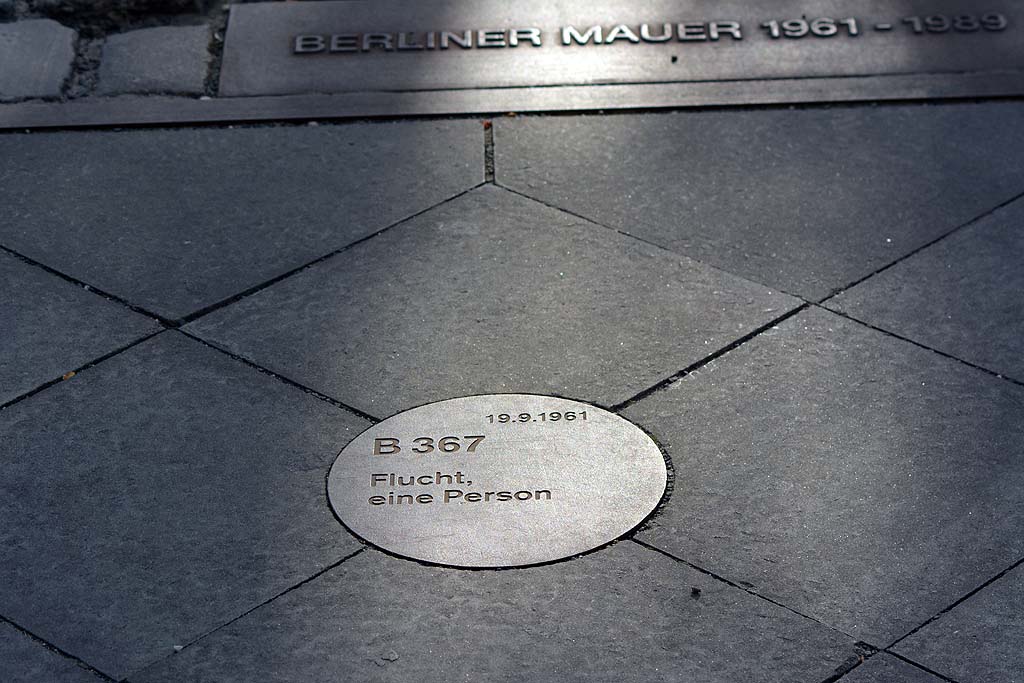 BERLINER MAUER 1961 - 1989
19.9.1961
B 367
Flucht,
eine Person